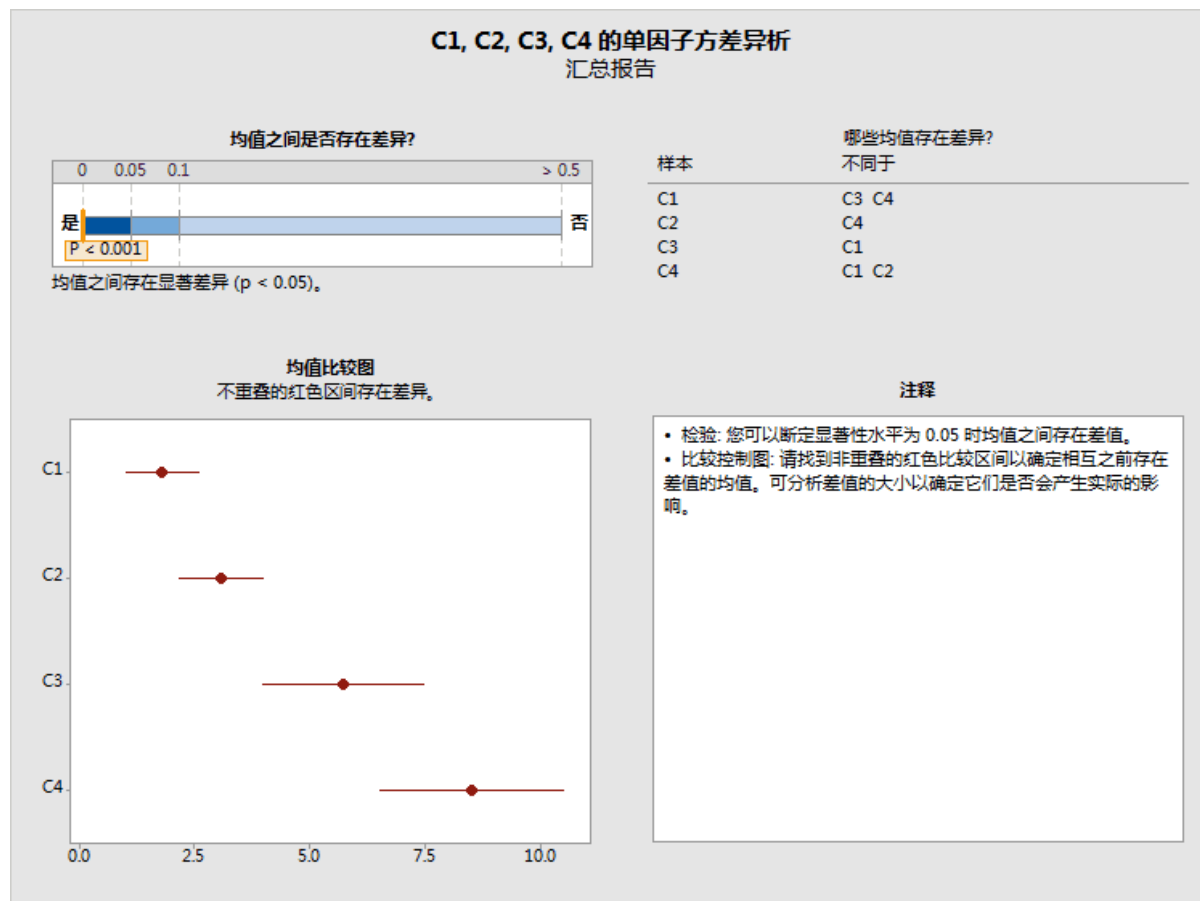 C1, C2, C3, C4 的单因子方差异析
汇总报告
均值之间是否存在差异?
0 0.05 0.1 > 0.5
是 否
P < 0.001
均值之间存在显著差异 (p < 0.05)。
哪些均值存在差异?
样本 不同于
C1 C3 C4
C2 C4
C3 C1
C4 C1 C2
均值比较图
不重叠的红色区间存在差异。
C1
C2
C3
C4
0.0 2.5 5.0 7.5 10.0
注释
• 检验: 您可以断定显著性水平为 0.05 时均值之间存在差值。
• 比较控制图: 请找到非重叠的红色比较区间以确定相互之前存在
差值的均值。可分析差值的大小以确定它们是否会产生实际的影
响。